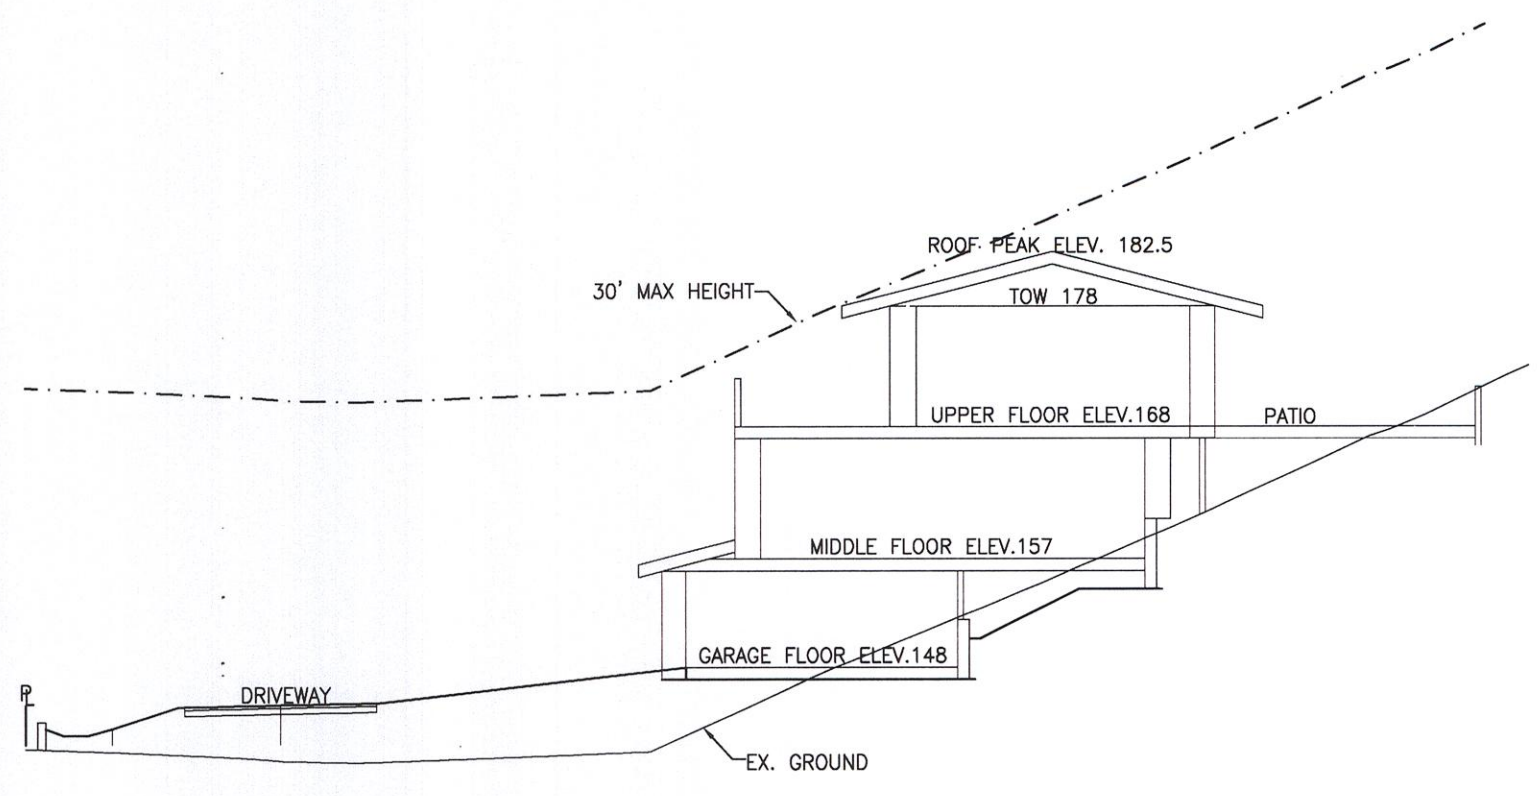 ROOF PEAK ELEV. 182.5
30' MAX HEIGHT
TOW 178
UPPER FLOOR ELEV.168
PATIO
MIDDLE FLOOR ELEV.157
GARAGE FLOOR ELEV.148
PL
DRIVEWAY
EX. GROUND